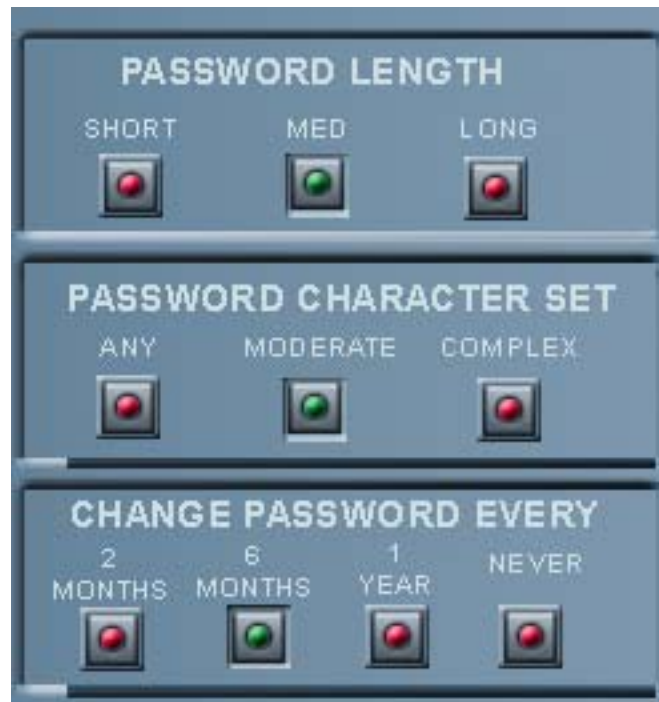 PASSWORD LENGTH
SHORT MED LONG
PASSWORD CHARACTER SET
ANY MODERATE COMPLEX
CHANGE PASSWORD EVERY
2 MONTHS 6 MONTHS 1 YEAR NEVER